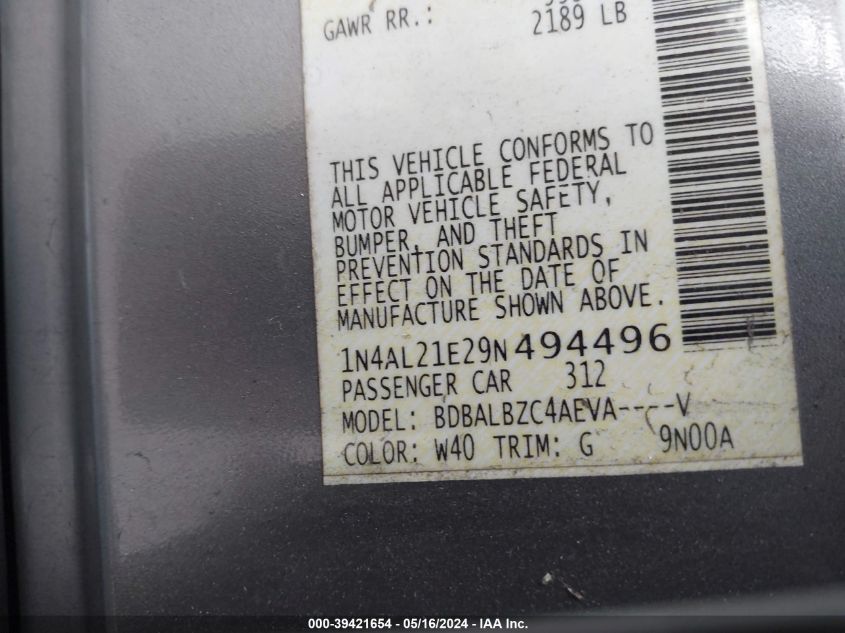 GAWR RR.: 2189 LB
THIS VEHICLE CONFORMS TO
ALL APPLICABLE FEDERAL
MOTOR VEHICLE SAFETY,
BUMPER, AND THEFT
PREVENTION STANDARDS IN
EFFECT ON THE DATE OF
MANUFACTURE SHOWN ABOVE.
1N4AL21E29N494496
PASSENGER CAR 312
MODEL: BDBALBZC4AEVA----V
COLOR: W40 TRIM: G 9N00A
000-39421654 - 05/16/2024 - IAA Inc.